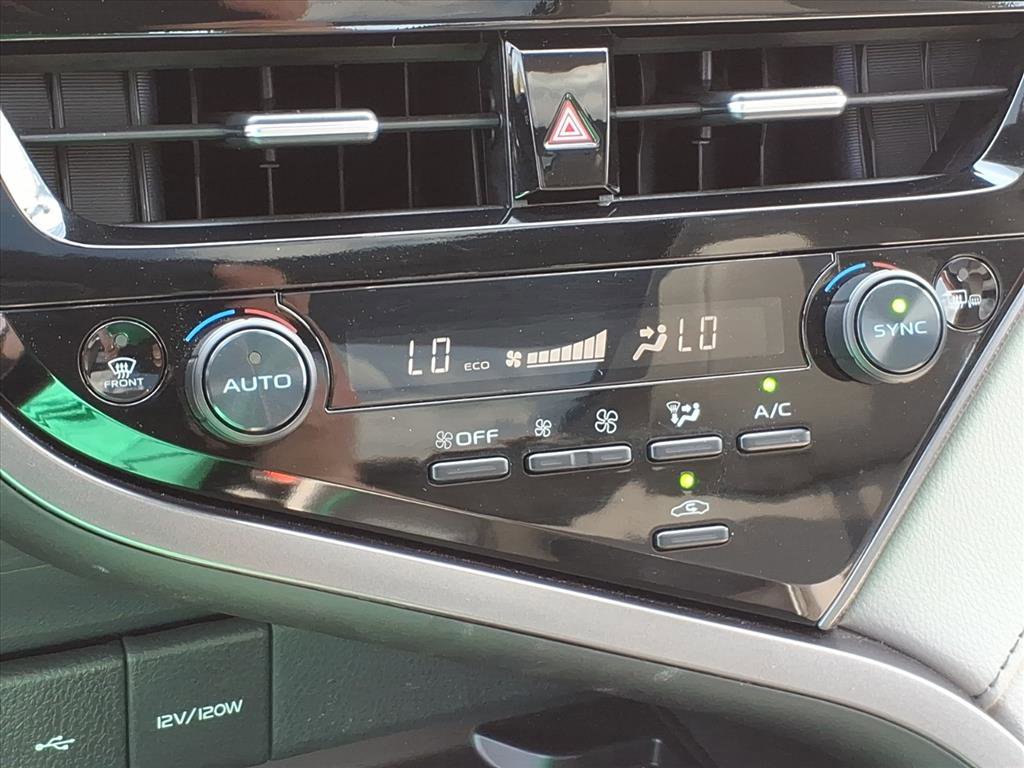 FRONT
AUTO
LO ECO LO
SYNC
OFF
A/C
12V/120W